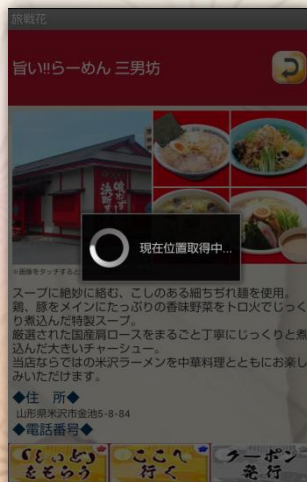 旅戦花
旨い!!らーめん 三男坊
現在位置取得中...
※画像をタッチすると
スープに絶妙に絡む、こしのある細ちぢれ麺を使用。
鶏、豚をメインにたっぷりの香味野菜をトロ火でじっく
り煮込んだ特製スープ。
厳選された国産肩ロースをまるごと丁寧にじっくりと煮
込んだ大きいチャーシュー。
当店ならではの米沢ラーメンを中華料理とともにお楽し
みいただけます。
◆住　所◆
山形県米沢市金池5-8-84
◆電話番号◆
をもらう
ここへ
行く
クーポン
発行